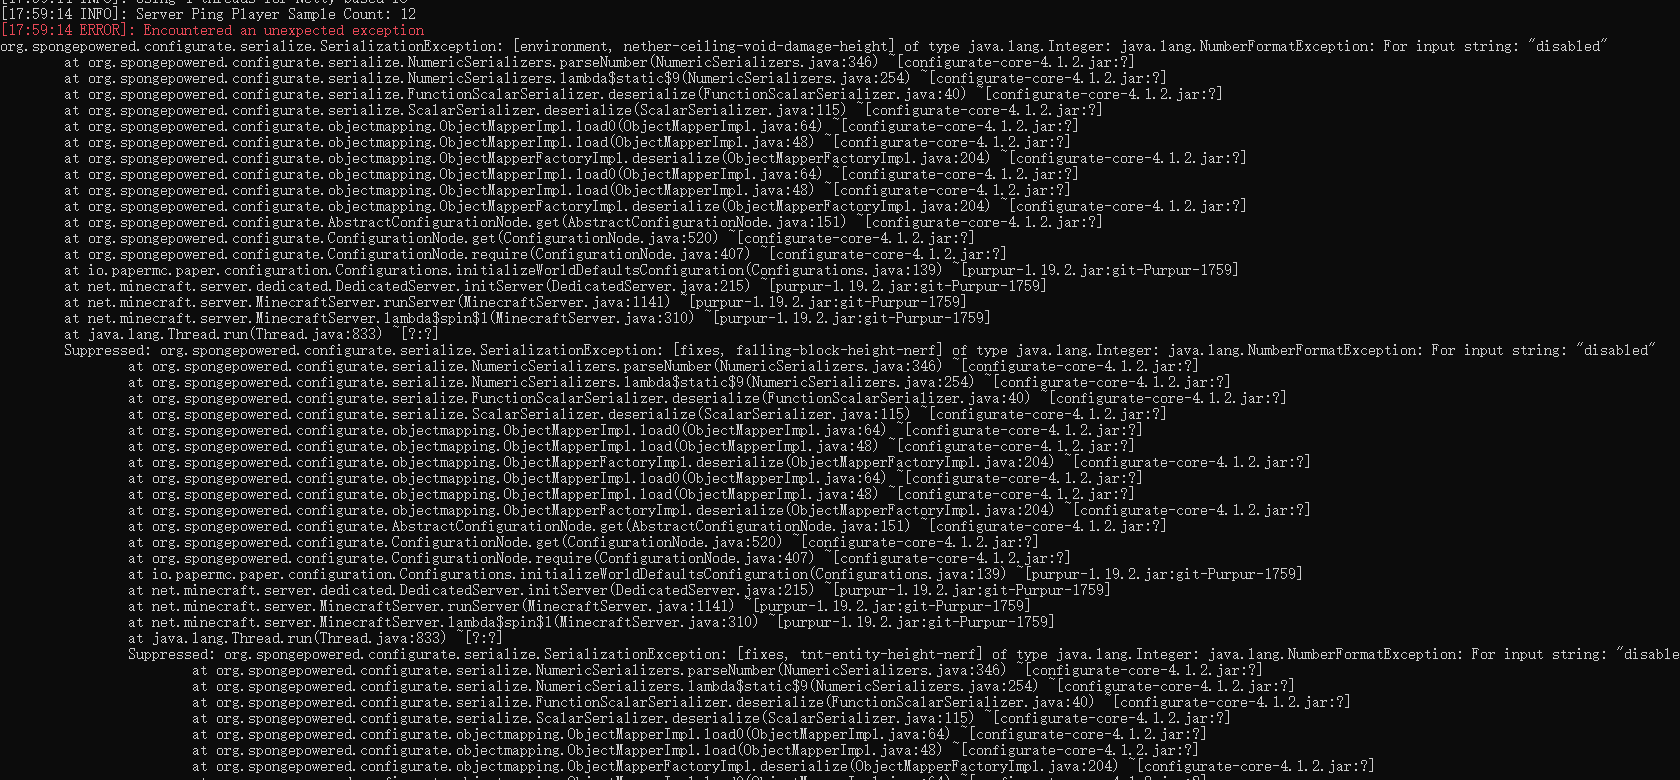 [17:59:14 INFO]: Using 4 threads for Netty based IO
[17:59:14 INFO]: Server Ping Player Sample Count: 12
[17:59:14 ERROR]: Encountered an unexpected exception
org.spongepowered.configurate.serialize.SerializationException: [environment, nether-ceiling-void-damage-height] of type java.lang.Integer: java.lang.NumberFormatException: For input string: "disabled"
at org.spongepowered.configurate.serialize.NumericSerializers.parseNumber(NumericSerializers.java:346) ~[configurate-core-4.1.2.jar:?]
at org.spongepowered.configurate.serialize.NumericSerializers.lambda$static$9(NumericSerializers.java:254) ~[configurate-core-4.1.2.jar:?]
at org.spongepowered.configurate.serialize.FunctionScalarSerializer.deserialize(FunctionScalarSerializer.java:40) ~[configurate-core-4.1.2.jar:?]
at org.spongepowered.configurate.serialize.ScalarSerializer.deserialize(ScalarSerializer.java:115) ~[configurate-core-4.1.2.jar:?]
at org.spongepowered.configurate.objectmapping.ObjectMapperImpl.load0(ObjectMapperImpl.java:64) ~[configurate-core-4.1.2.jar:?]
at org.spongepowered.configurate.objectmapping.ObjectMapperImpl.load(ObjectMapperImpl.java:48) ~[configurate-core-4.1.2.jar:?]
at org.spongepowered.configurate.objectmapping.ObjectMapperFactoryImpl.deserialize(ObjectMapperFactoryImpl.java:204) ~[configurate-core-4.1.2.jar:?]
at org.spongepowered.configurate.objectmapping.ObjectMapperImpl.load0(ObjectMapperImpl.java:64) ~[configurate-core-4.1.2.jar:?]
at org.spongepowered.configurate.objectmapping.ObjectMapperImpl.load(ObjectMapperImpl.java:48) ~[configurate-core-4.1.2.jar:?]
at org.spongepowered.configurate.objectmapping.ObjectMapperFactoryImpl.deserialize(ObjectMapperFactoryImpl.java:204) ~[configurate-core-4.1.2.jar:?]
at org.spongepowered.configurate.AbstractConfigurationNode.get(AbstractConfigurationNode.java:151) ~[configurate-core-4.1.2.jar:?]
at org.spongepowered.configurate.ConfigurationNode.get(ConfigurationNode.java:520) ~[configurate-core-4.1.2.jar:?]
at org.spongepowered.configurate.ConfigurationNode.require(ConfigurationNode.java:407) ~[configurate-core-4.1.2.jar:?]
at io.papermc.paper.configuration.Configurations.initializeWorldDefaultsConfiguration(Configurations.java:139) ~[purpur-1.19.2.jar:git-Purpur-1759]
at net.minecraft.server.dedicated.DedicatedServer.initServer(DedicatedServer.java:215) ~[purpur-1.19.2.jar:git-Purpur-1759]
at net.minecraft.server.MinecraftServer.runServer(MinecraftServer.java:1141) ~[purpur-1.19.2.jar:git-Purpur-1759]
at net.minecraft.server.MinecraftServer.lambda$spin$1(MinecraftServer.java:310) ~[purpur-1.19.2.jar:git-Purpur-1759]
at java.lang.Thread.run(Thread.java:833) ~[?:?]
Suppressed: org.spongepowered.configurate.serialize.SerializationException: [fixes, falling-block-height-nerf] of type java.lang.Integer: java.lang.NumberFormatException: For input string: "disabled"
at org.spongepowered.configurate.serialize.NumericSerializers.parseNumber(NumericSerializers.java:346) ~[configurate-core-4.1.2.jar:?]
at org.spongepowered.configurate.serialize.NumericSerializers.lambda$static$9(NumericSerializers.java:254) ~[configurate-core-4.1.2.jar:?]
at org.spongepowered.configurate.serialize.FunctionScalarSerializer.deserialize(FunctionScalarSerializer.java:40) ~[configurate-core-4.1.2.jar:?]
at org.spongepowered.configurate.serialize.ScalarSerializer.deserialize(ScalarSerializer.java:115) ~[configurate-core-4.1.2.jar:?]
at org.spongepowered.configurate.objectmapping.ObjectMapperImpl.load0(ObjectMapperImpl.java:64) ~[configurate-core-4.1.2.jar:?]
at org.spongepowered.configurate.objectmapping.ObjectMapperImpl.load(ObjectMapperImpl.java:48) ~[configurate-core-4.1.2.jar:?]
at org.spongepowered.configurate.objectmapping.ObjectMapperFactoryImpl.deserialize(ObjectMapperFactoryImpl.java:204) ~[configurate-core-4.1.2.jar:?]
at org.spongepowered.configurate.objectmapping.ObjectMapperImpl.load0(ObjectMapperImpl.java:64) ~[configurate-core-4.1.2.jar:?]
at org.spongepowered.configurate.objectmapping.ObjectMapperImpl.load(ObjectMapperImpl.java:48) ~[configurate-core-4.1.2.jar:?]
at org.spongepowered.configurate.objectmapping.ObjectMapperFactoryImpl.deserialize(ObjectMapperFactoryImpl.java:204) ~[configurate-core-4.1.2.jar:?]
at org.spongepowered.configurate.AbstractConfigurationNode.get(AbstractConfigurationNode.java:151) ~[configurate-core-4.1.2.jar:?]
at org.spongepowered.configurate.ConfigurationNode.get(ConfigurationNode.java:520) ~[configurate-core-4.1.2.jar:?]
at org.spongepowered.configurate.ConfigurationNode.require(ConfigurationNode.java:407) ~[configurate-core-4.1.2.jar:?]
at io.papermc.paper.configuration.Configurations.initializeWorldDefaultsConfiguration(Configurations.java:139) ~[purpur-1.19.2.jar:git-Purpur-1759]
at net.minecraft.server.dedicated.DedicatedServer.initServer(DedicatedServer.java:215) ~[purpur-1.19.2.jar:git-Purpur-1759]
at net.minecraft.server.MinecraftServer.runServer(MinecraftServer.java:1141) ~[purpur-1.19.2.jar:git-Purpur-1759]
at net.minecraft.server.MinecraftServer.lambda$spin$1(MinecraftServer.java:310) ~[purpur-1.19.2.jar:git-Purpur-1759]
at java.lang.Thread.run(Thread.java:833) ~[?:?]
Suppressed: org.spongepowered.configurate.serialize.SerializationException: [fixes, tnt-entity-height-nerf] of type java.lang.Integer: java.lang.NumberFormatException: For input string: "disable
at org.spongepowered.configurate.serialize.NumericSerializers.parseNumber(NumericSerializers.java:346) ~[configurate-core-4.1.2.jar:?]
at org.spongepowered.configurate.serialize.NumericSerializers.lambda$static$9(NumericSerializers.java:254) ~[configurate-core-4.1.2.jar:?]
at org.spongepowered.configurate.serialize.FunctionScalarSerializer.deserialize(FunctionScalarSerializer.java:40) ~[configurate-core-4.1.2.jar:?]
at org.spongepowered.configurate.serialize.ScalarSerializer.deserialize(ScalarSerializer.java:115) ~[configurate-core-4.1.2.jar:?]
at org.spongepowered.configurate.objectmapping.ObjectMapperImpl.load0(ObjectMapperImpl.java:64) ~[configurate-core-4.1.2.jar:?]
at org.spongepowered.configurate.objectmapping.ObjectMapperImpl.load(ObjectMapperImpl.java:48) ~[configurate-core-4.1.2.jar:?]
at org.spongepowered.configurate.objectmapping.ObjectMapperFactoryImpl.deserialize(ObjectMapperFactoryImpl.java:204) ~[configurate-core-4.1.2.jar:?]